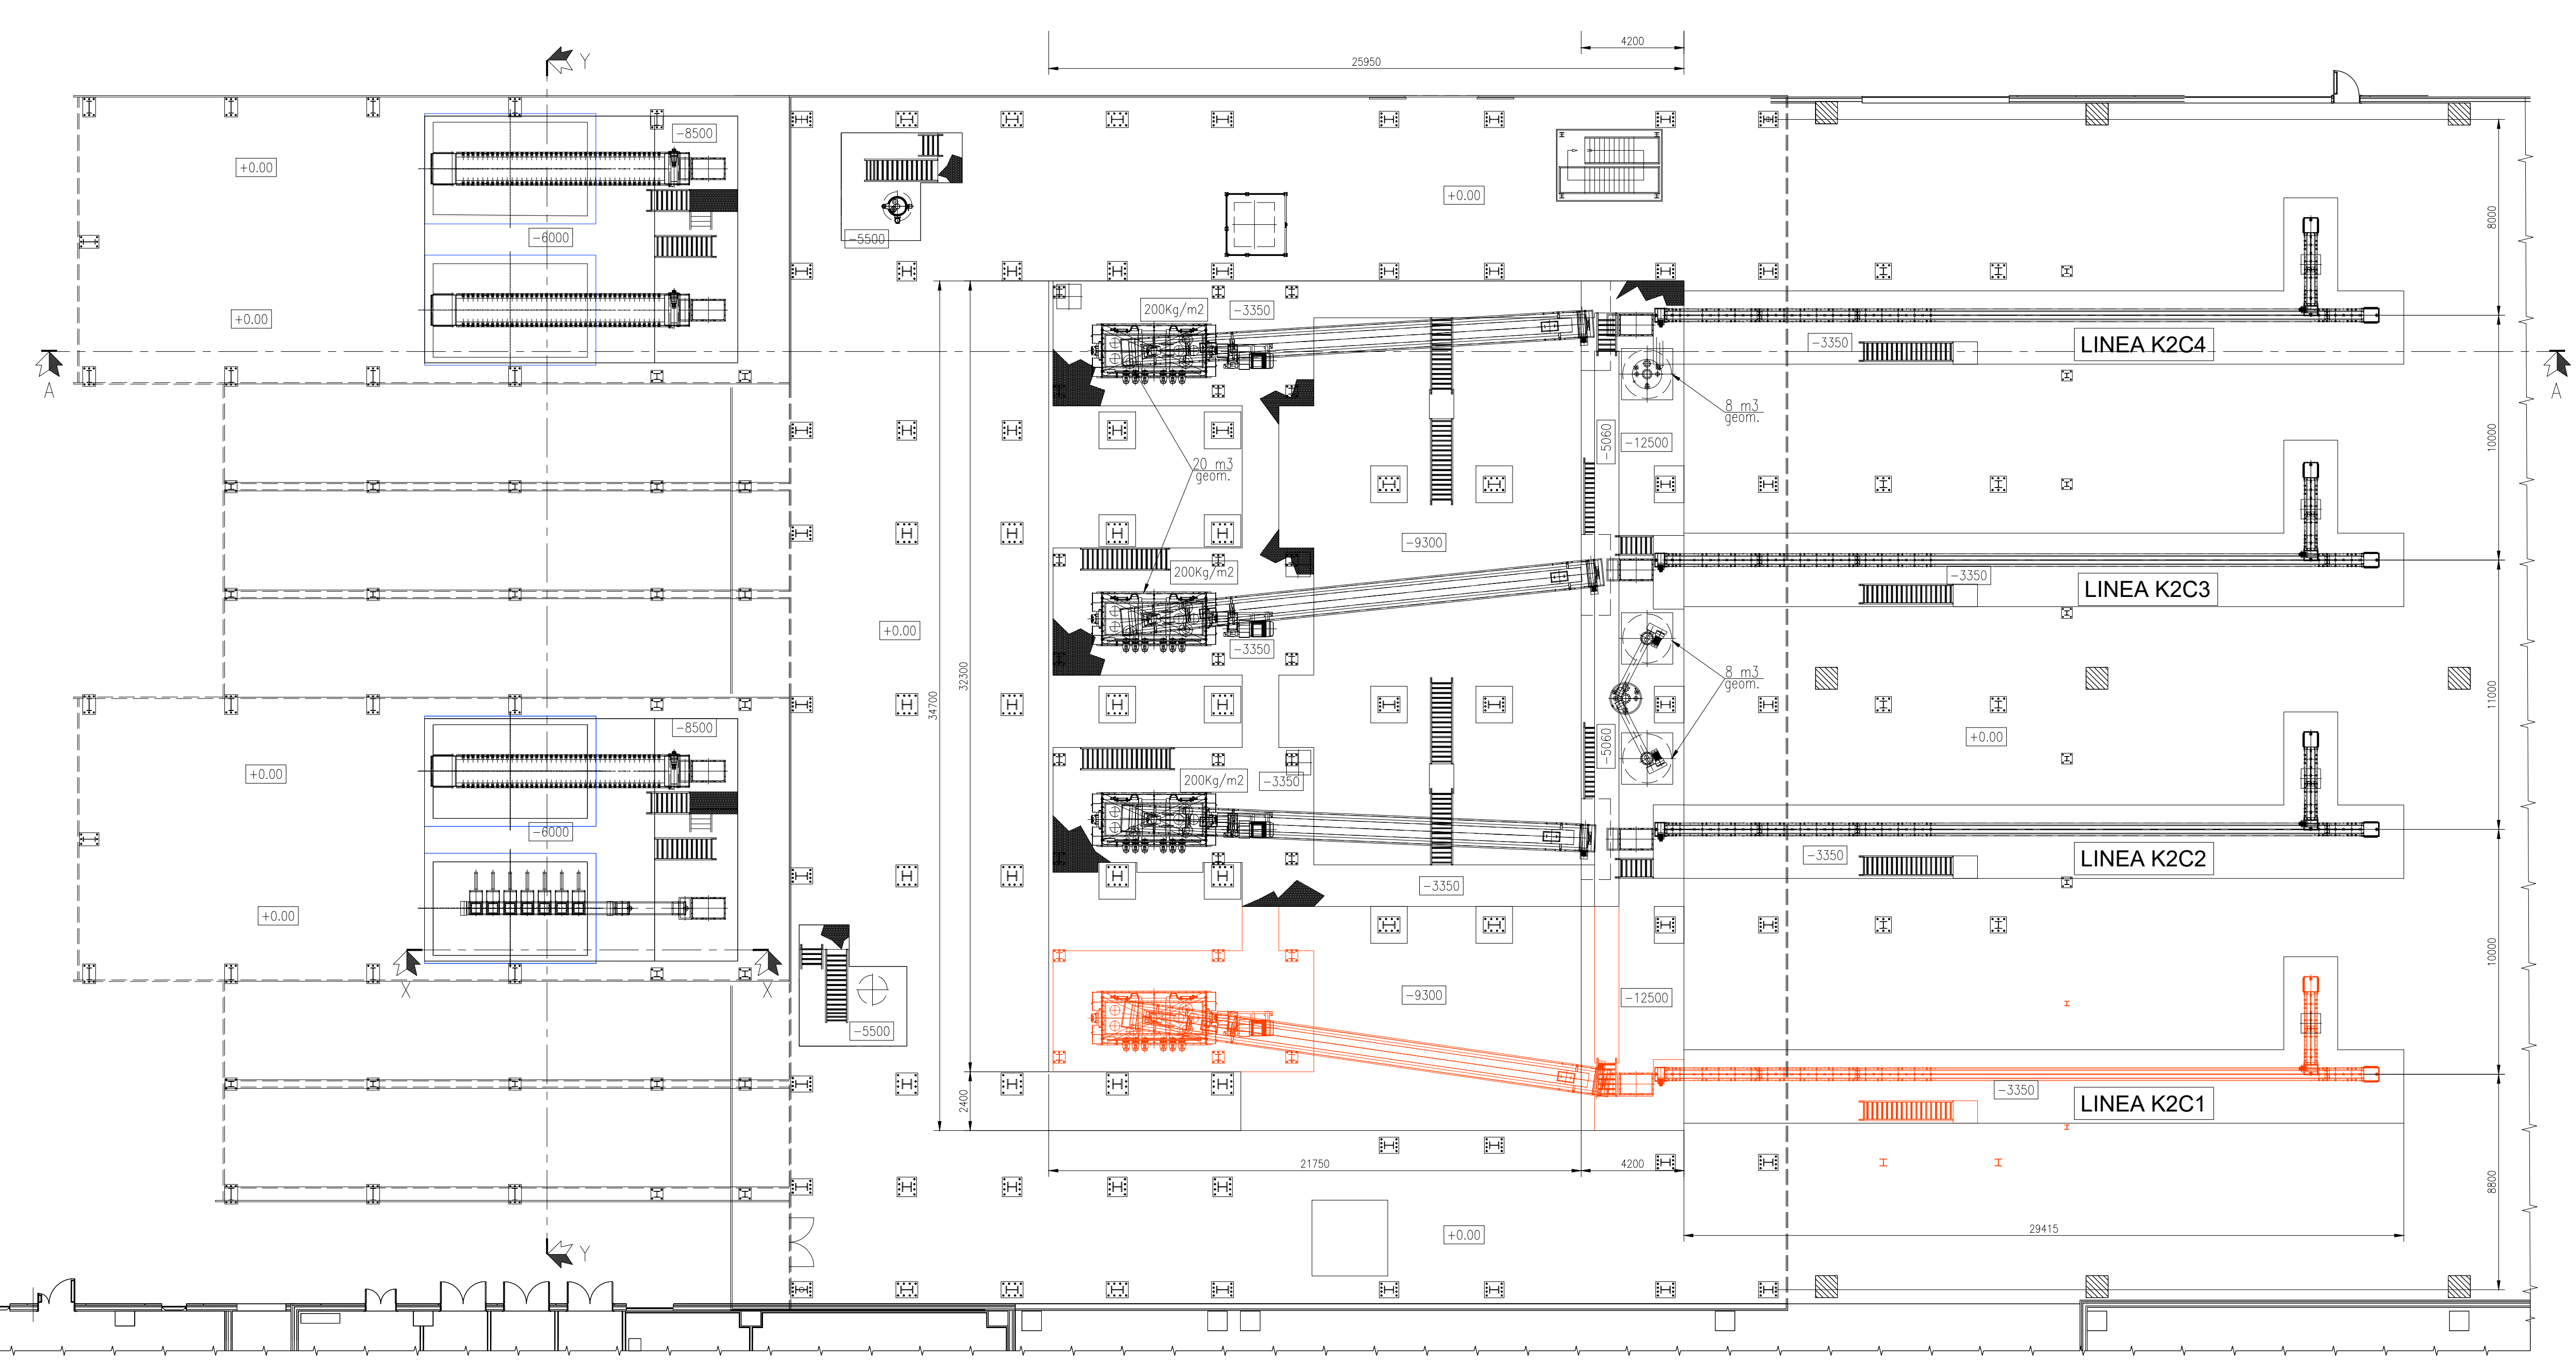 4200
25950
Y
-8500
+0.00
+0.00
-6000
-5500
8000
200Kg/m2
-3350
+0.00
-3350
LINEA K2C4
A
A
8 m3
geom.
-5060
-12500
10000
20 m3
geom.
-9300
200Kg/m2
-3350
LINEA K2C3
+0.00
-3350
32300
34700
8 m3
geom.
11000
-8500
+0.00
-5060
+0.00
200Kg/m2
-3350
-6000
-3350
LINEA K2C2
-3350
+0.00
10000
X
X
-9300
-12500
-5500
-3350
LINEA K2C1
2400
21750
4200
8800
29415
+0.00
Y